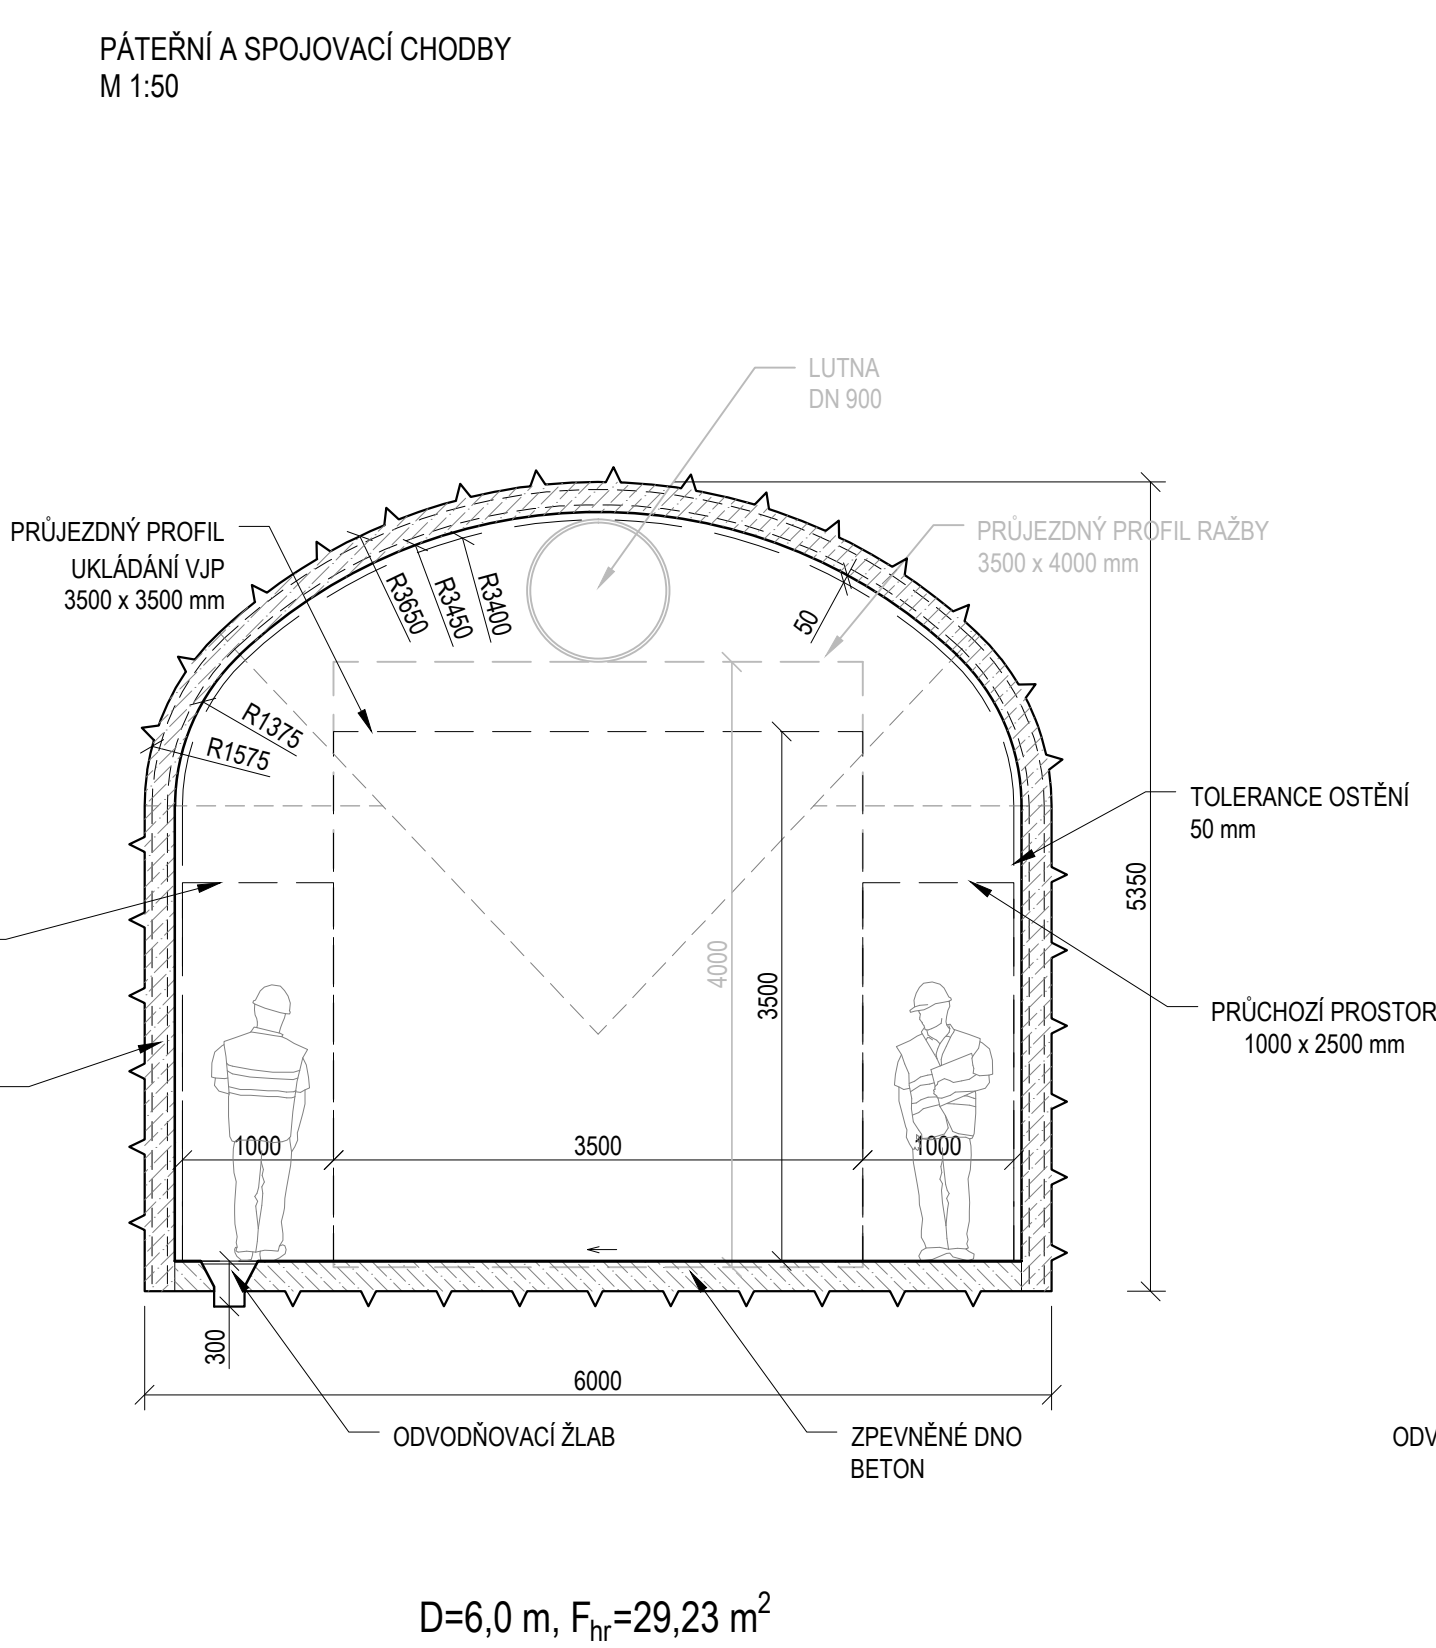 PÁTEŘNÍ A SPOJOVACÍ CHODBY
M 1:50
LUTNA
DN 900
PRŮJEZDNÝ PROFIL
UKLÁDÁNÍ VJP
3500 x 3500 mm
PRŮJEZDNÝ PROFIL RAŽBY
3500 x 4000 mm
R3650
R3450
R3400
50
R1375
R1575
TOLERANCE OSTĚNÍ
50 mm
5350
4000
3500
PRŮCHOZÍ PROSTOR
1000 x 2500 mm
1000
3500
1000
300
6000
ODVODŇOVACÍ ŽLAB
ZPEVNĚNÉ DNO
BETON
ODV
D=6,0 m, Fhr=29,23 m²